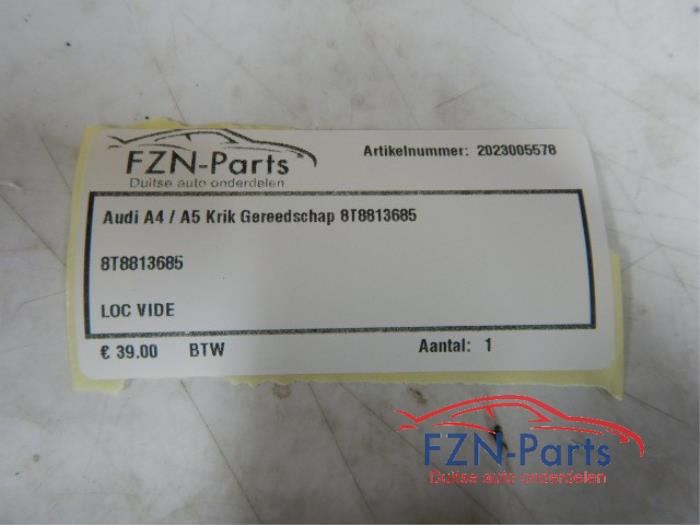 FZN-Parts
Duitse auto onderdelen
Artikelnummer: 2023005578
Audi A4 / A5 Krik Gereedschap 8T8813685
8T8813685
LOC VIDE
€ 39.00 BTW Aantal: 1
FZN-Parts
Duitse auto onderdelen